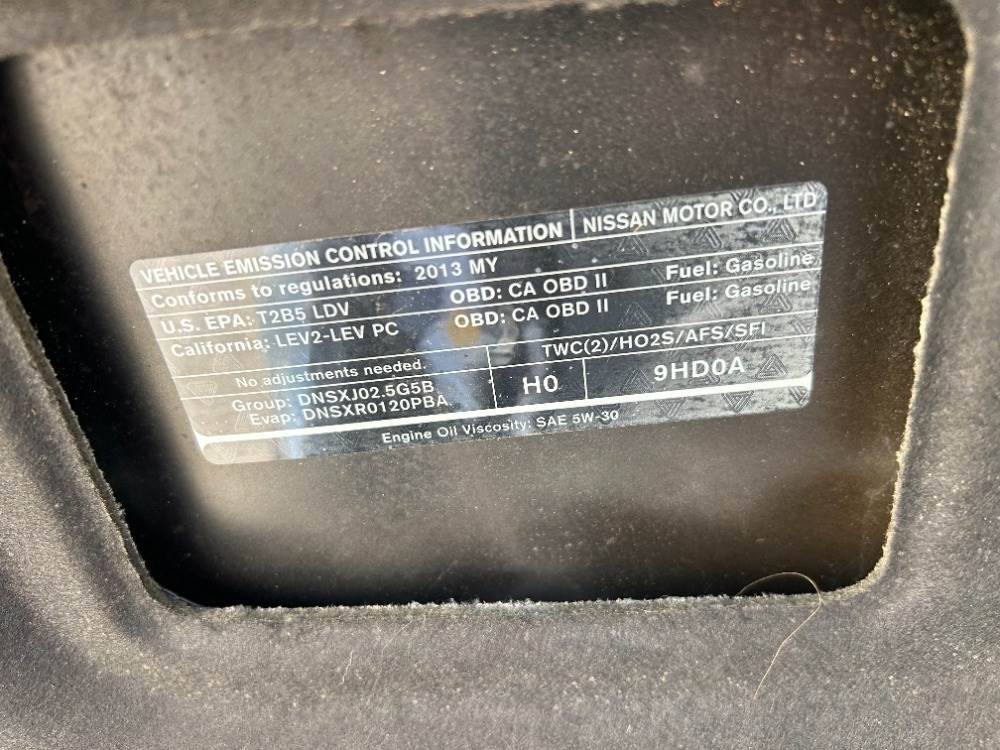 VEHICLE EMISSION CONTROL INFORMATION NISSAN MOTOR CO., LTD
Conforms to regulations: 2013 MY
U.S. EPA: T2B5 LDV OBD: CA OBD II Fuel: Gasoline
California: LEV2-LEV PC OBD: CA OBD II Fuel: Gasoline
No adjustments needed. TWC(2)/HO2S/AFS/SFI
Group: DNSXJ02.5G5B H0 9HD0A
Evap: DNSXR0120PBA
Engine Oil Viscosity: SAE 5W-30